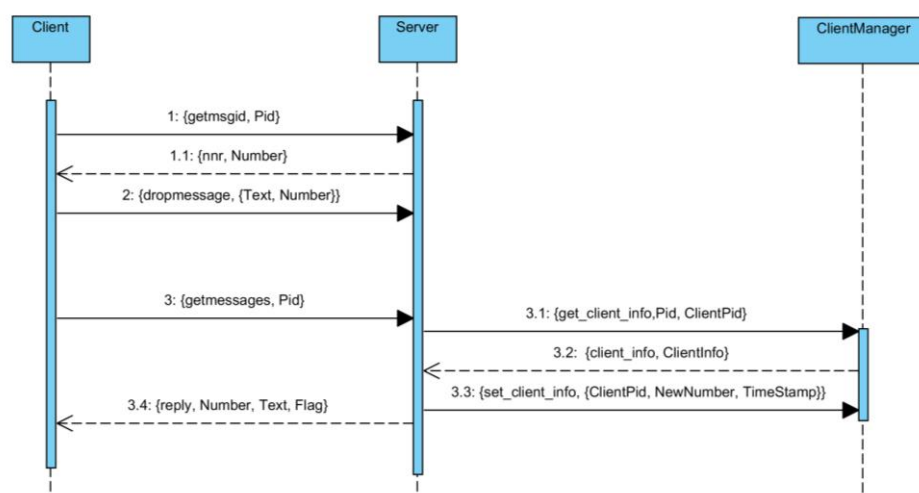 Client
Server
ClientManager
1: {getmsgid, Pid}
1.1: {nnr, Number}
2: {dropmessage, {Text, Number}}
3: {getmessages, Pid}
3.1: {get_client_info,Pid, ClientPid}
3.2: {client_info, ClientInfo}
3.3: {set_client_info, {ClientPid, NewNumber, TimeStamp}}
3.4: {reply, Number, Text, Flag}